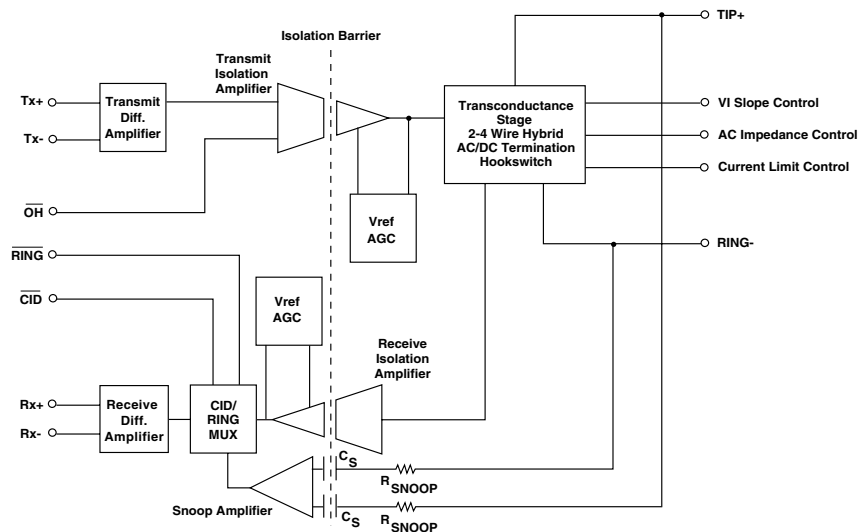 TIP+
Isolation Barrier
Transmit
Isolation
Amplifier
Tx+
Tx-
Transmit
Diff.
Amplifier
Transconductance
Stage
2-4 Wire Hybrid
AC/DC Termination
Hookswitch
VI Slope Control
AC Impedance Control
Current Limit Control
OH
Vref
AGC
RING-
RING
CID
Vref
AGC
Receive
Isolation
Amplifier
Rx+
Rx-
Receive
Diff.
Amplifier
CID/
RING
MUX
CS
RSNOOP
Snoop Amplifier
CS
RSNOOP